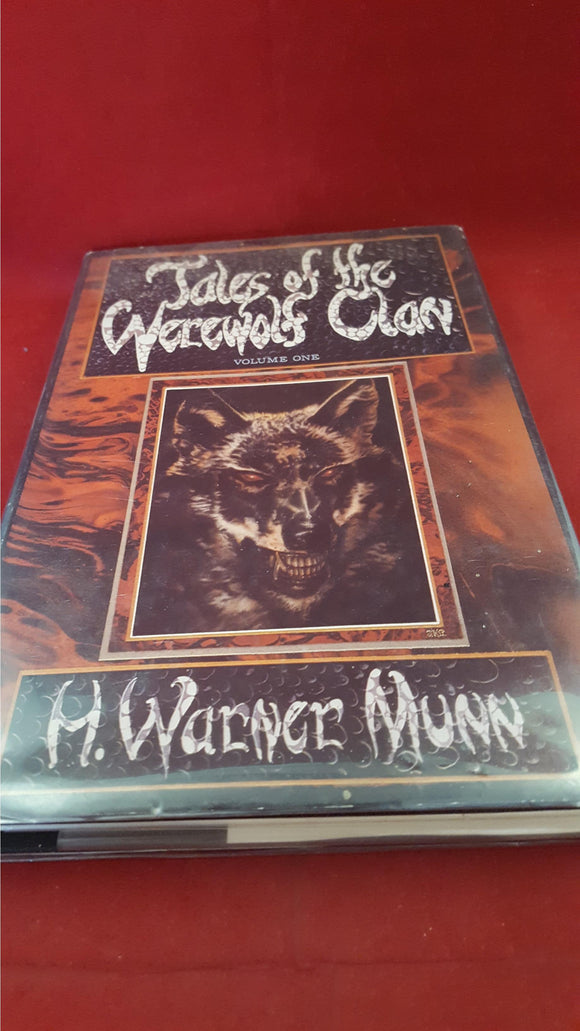 Tales of the
Werewolf Clan
VOLUME ONE
H. Warner Munn